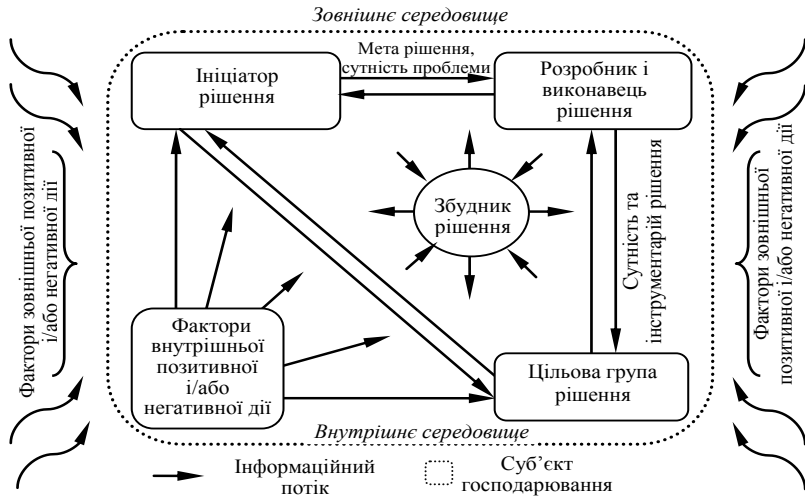 Зовнішнє середовище
Ініціатор
рішення
Мета рішення,
сутність проблеми
Розробник і
виконавець
рішення
Фактори зовнішньої позитивної
і/або негативної дії
Збудник
рішення
Сутність та
інструментарій рішення
Фактори зовнішньої
позитивної і/або негативної дії
Фактори
внутрішньої
позитивної
і/або
негативної дії
Цільова група
рішення
Внутрішнє середовище
Інформаційний
потік
Суб’єкт
господарювання